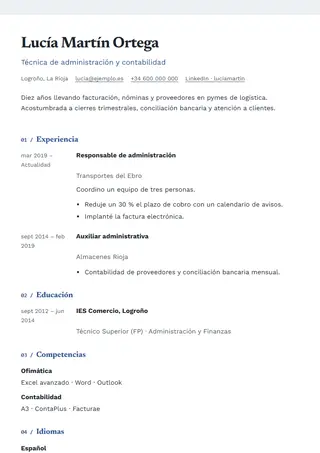 Lucía Martín Ortega
Técnica de administración y contabilidad
Logroño, La Rioja lucia@ejemplo.es +34 600 000 000 LinkedIn · luciamartin
Diez años llevando facturación, nóminas y proveedores en pymes de logística.
Acostumbrada a cierres trimestrales, conciliación bancaria y atención a clientes.
01 / Experiencia
mar 2019 – Actualidad
Responsable de administración
Transportes del Ebro
Coordino un equipo de tres personas.
• Reduje un 30 % el plazo de cobro con un calendario de avisos.
• Implanté la factura electrónica.
sept 2014 – feb 2019
Auxiliar administrativa
Almacenes Rioja
• Contabilidad de proveedores y conciliación bancaria mensual.
02 / Educación
sept 2012 – jun 2014
IES Comercio, Logroño
Técnico Superior (FP) · Administración y Finanzas
03 / Competencias
Ofimática
Excel avanzado · Word · Outlook
Contabilidad
A3 · ContaPlus · Facturae
04 / Idiomas
Español